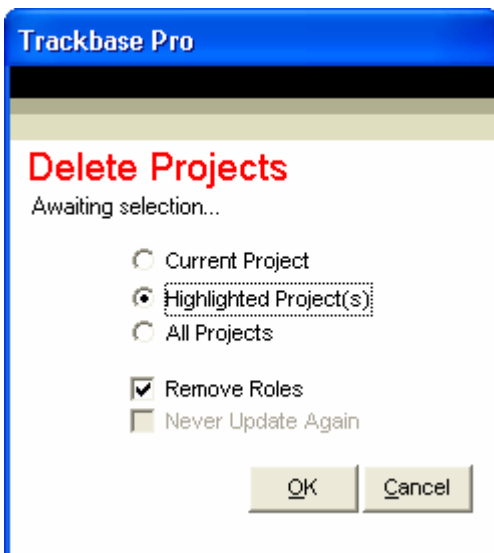 Trackbase Pro
Delete Projects
Awaiting selection...
Current Project
Highlighted Project(s)
All Projects
Remove Roles
Never Update Again
OK Cancel